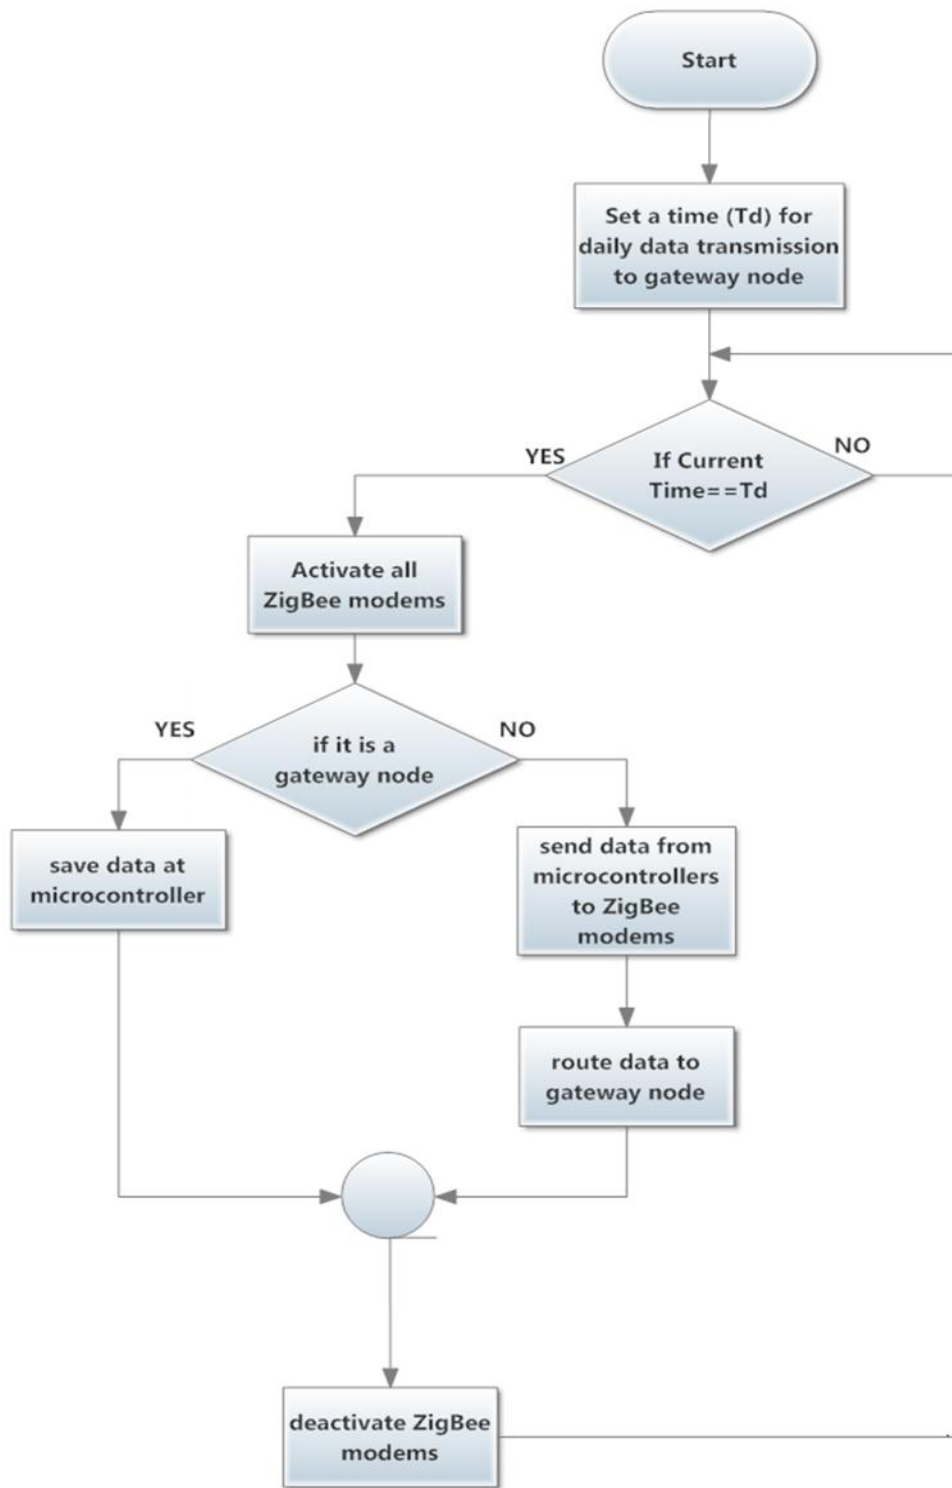 Start
Set a time (Td) for
daily data transmission
to gateway node
YES
If Current
Time==Td
NO
Activate all
ZigBee modems
YES
if it is a
gateway node
NO
save data at
microcontroller
send data from
microcontrollers
to ZigBee
modems
route data to
gateway node
deactivate ZigBee
modems